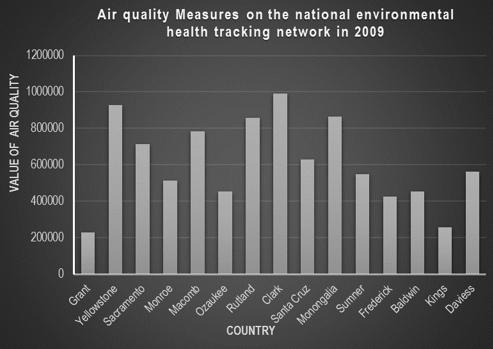 Air quality Measures on the national environmental
health tracking network in 2009
VALUE OF AIR QUALITY
1200000
1000000
800000
600000
400000
200000
0
Grant
Yellowstone
Sacramento
Monroe
Macomb
Ozaukee
Rutland
Clark
Santa Cruz
Monongalia
Sumner
Frederick
Baldwin
Kings
Daviess
COUNTRY